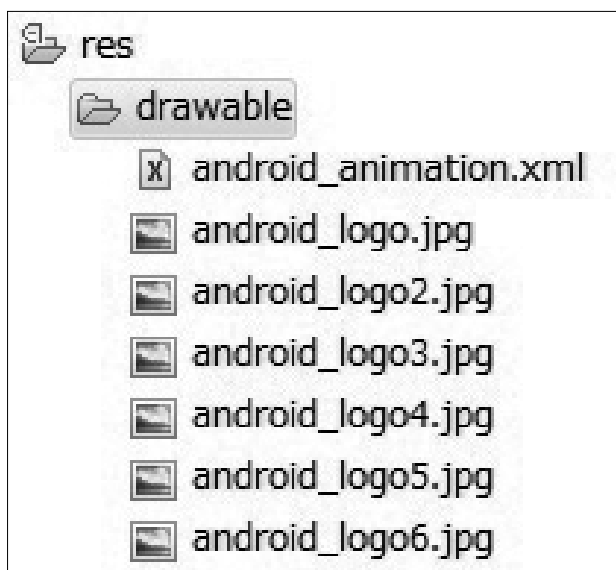 res
drawable
android_animation.xml
android_logo.jpg
android_logo2.jpg
android_logo3.jpg
android_logo4.jpg
android_logo5.jpg
android_logo6.jpg